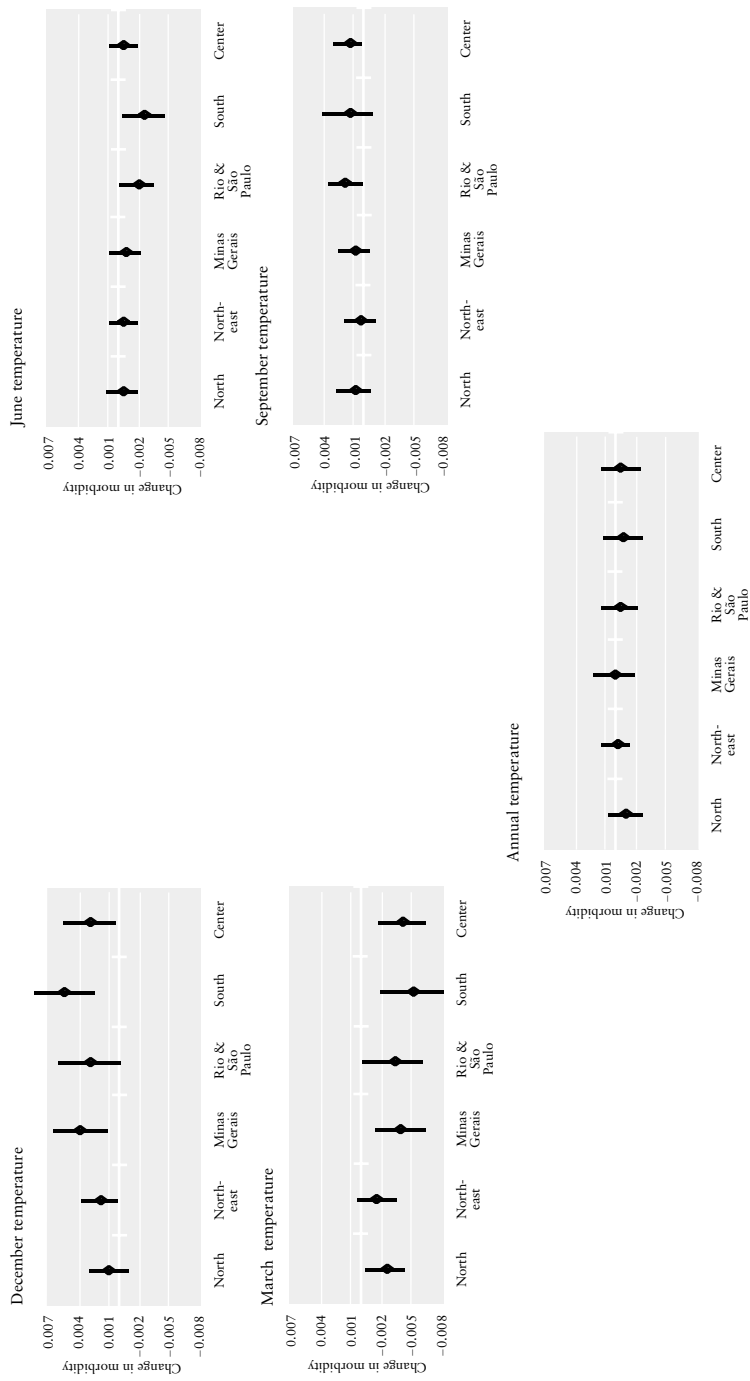 December temperature
0.007
0.004
0.001
−0.002
−0.005
−0.008
Change in morbidity
North
North-
east
Minas
Gerais
Rio &
São
Paulo
South
Center
June temperature
0.007
0.004
0.001
−0.002
−0.005
−0.008
Change in morbidity
North
North-
east
Minas
Gerais
Rio &
São
Paulo
South
Center
March temperature
0.007
0.004
0.001
−0.002
−0.005
−0.008
Change in morbidity
North
North-
east
Minas
Gerais
Rio &
São
Paulo
South
Center
September temperature
0.007
0.004
0.001
−0.002
−0.005
−0.008
Change in morbidity
North
North-
east
Minas
Gerais
Rio &
São
Paulo
South
Center
Annual temperature
0.007
0.004
0.001
−0.002
−0.005
−0.008
Change in morbidity
North
North-
east
Minas
Gerais
Rio &
São
Paulo
South
Center